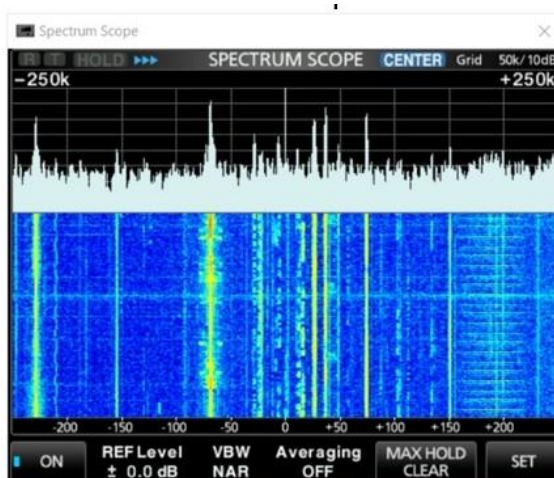 Spectrum Scope
R T HOLD SPECTRUM SCOPE CENTER Grid 50k/10dB
-250k +250k
-200 -150 -100 -50 0 +50 +100 +150 +200
ON REF Level ± 0.0 dB VBW NAR Averaging OFF MAX HOLD CLEAR SET